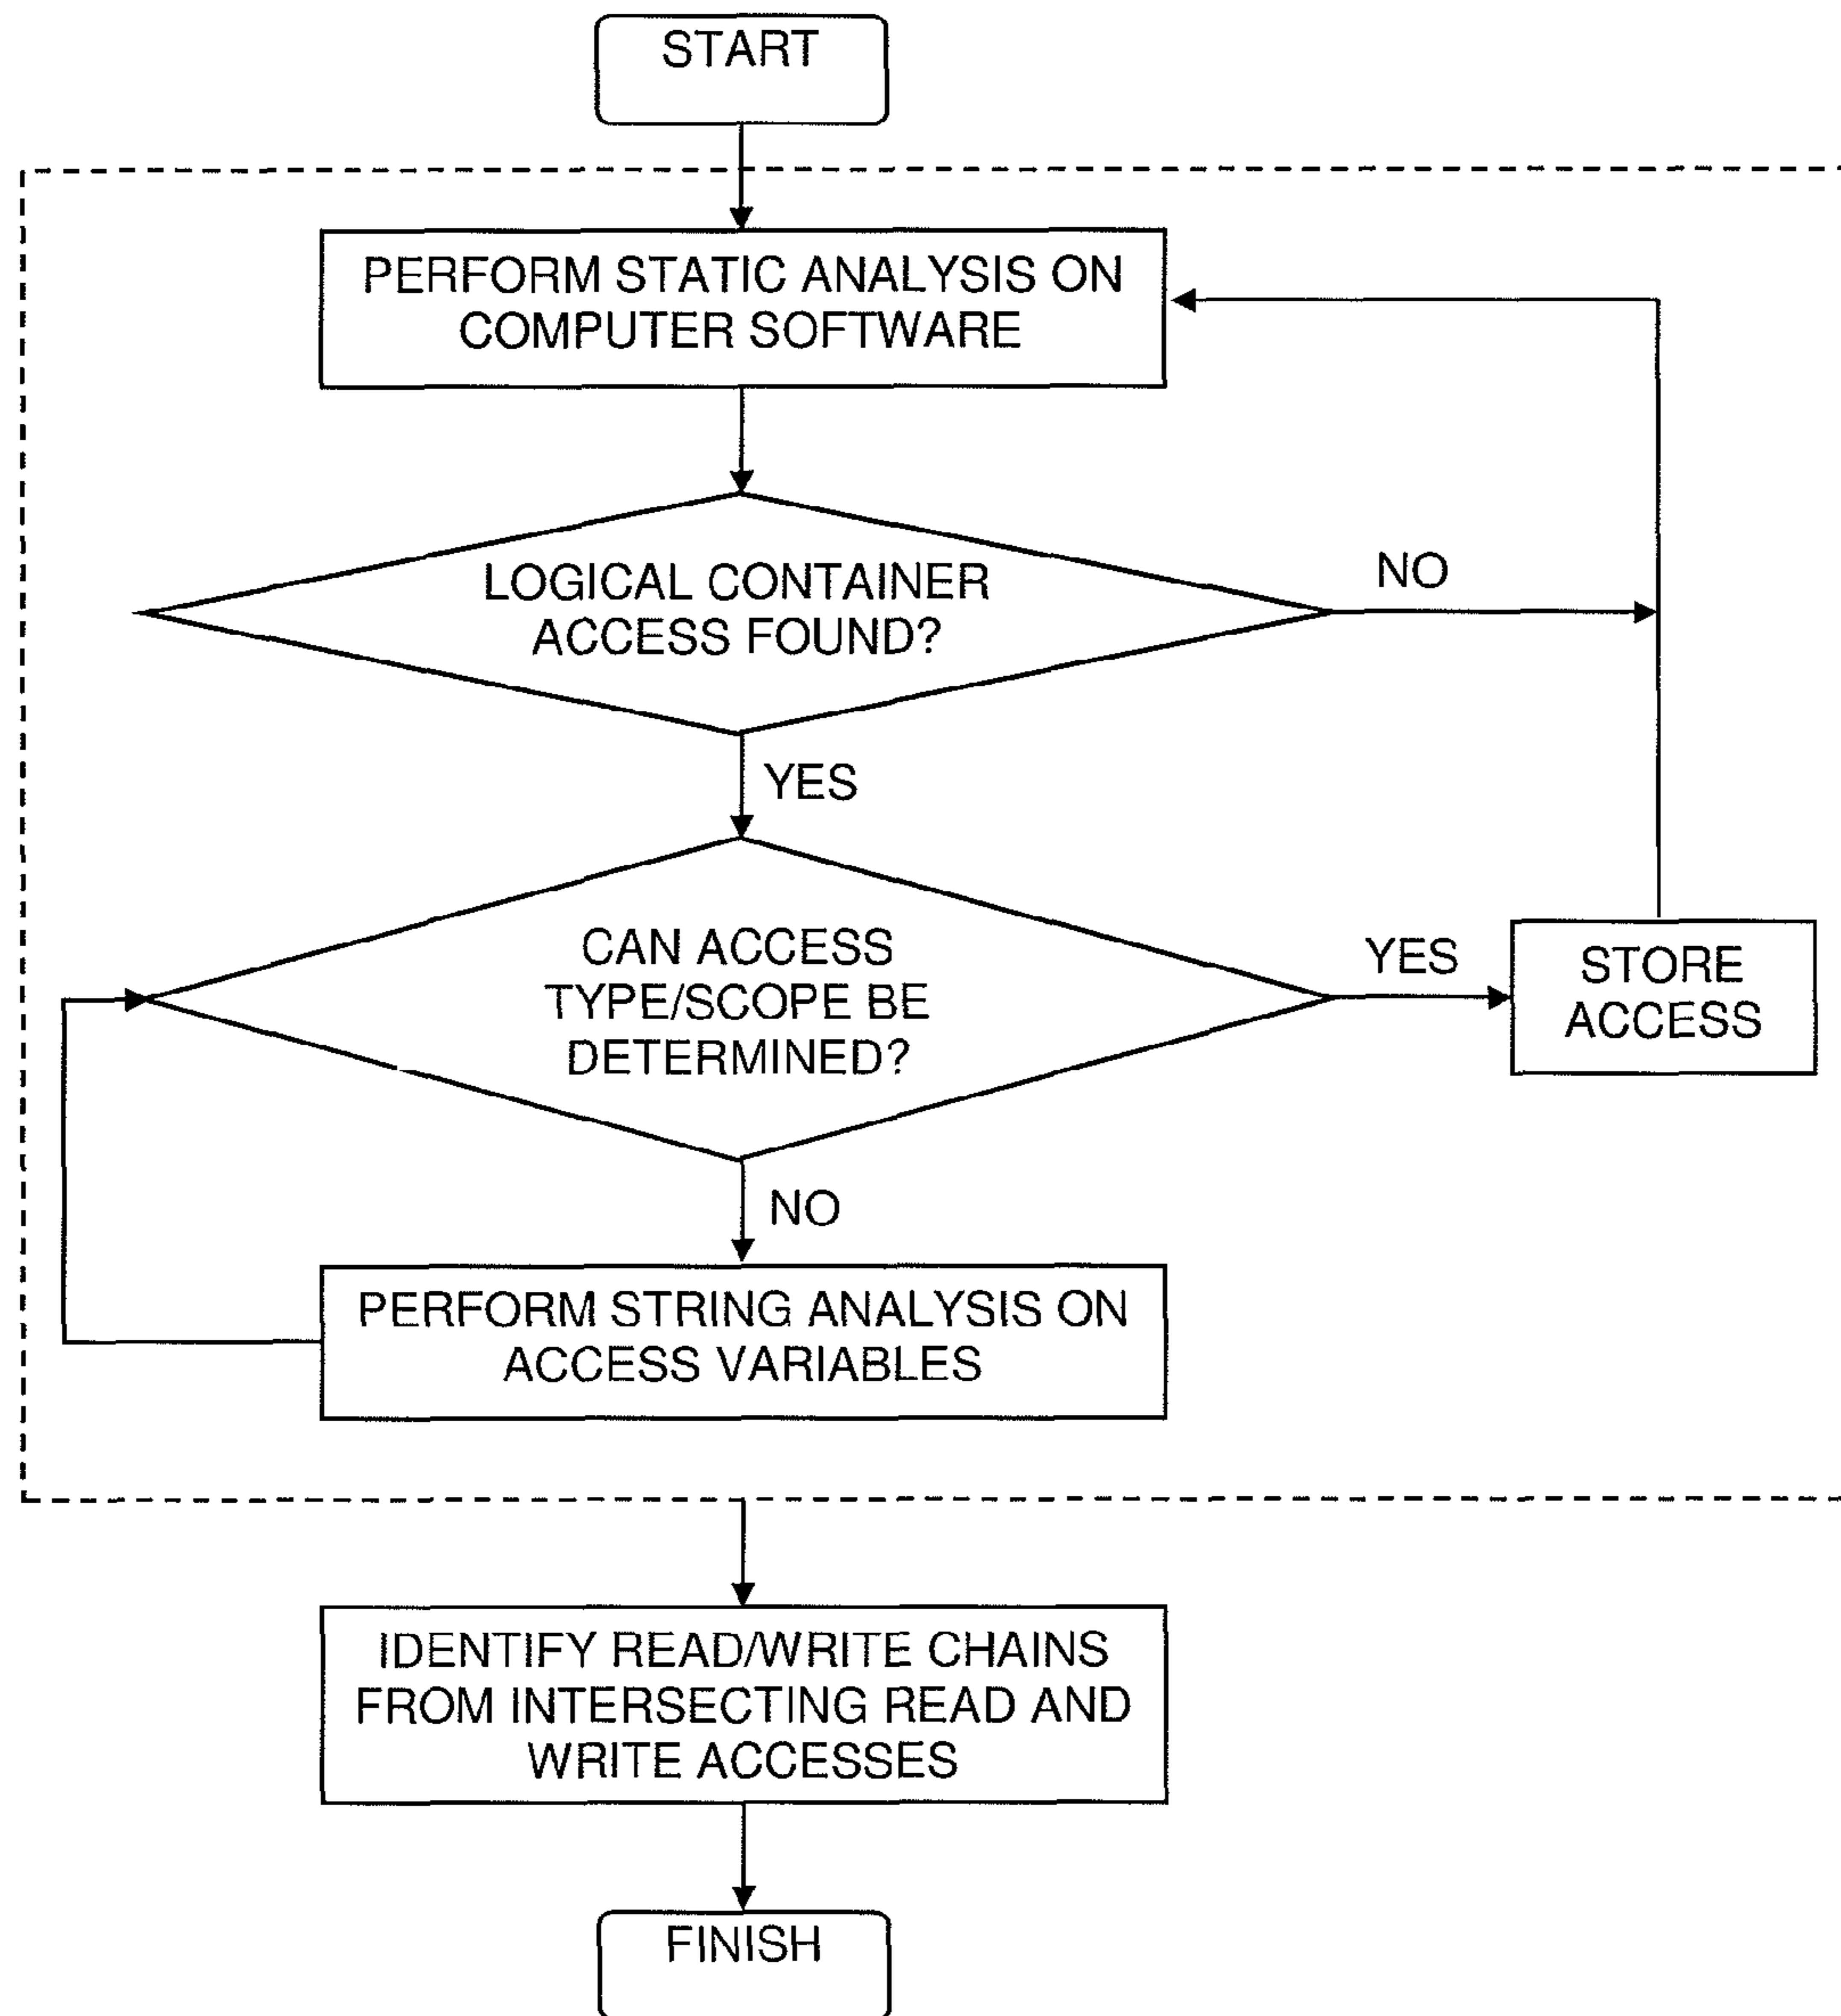 START
PERFORM STATIC ANALYSIS ON
COMPUTER SOFTWARE
LOGICAL CONTAINER
ACCESS FOUND?
NO
YES
CAN ACCESS
TYPE/SCOPE BE
DETERMINED?
YES
STORE
ACCESS
NO
PERFORM STRING ANALYSIS ON
ACCESS VARIABLES
IDENTIFY READ/WRITE CHAINS
FROM INTERSECTING READ AND
WRITE ACCESSES
FINISH